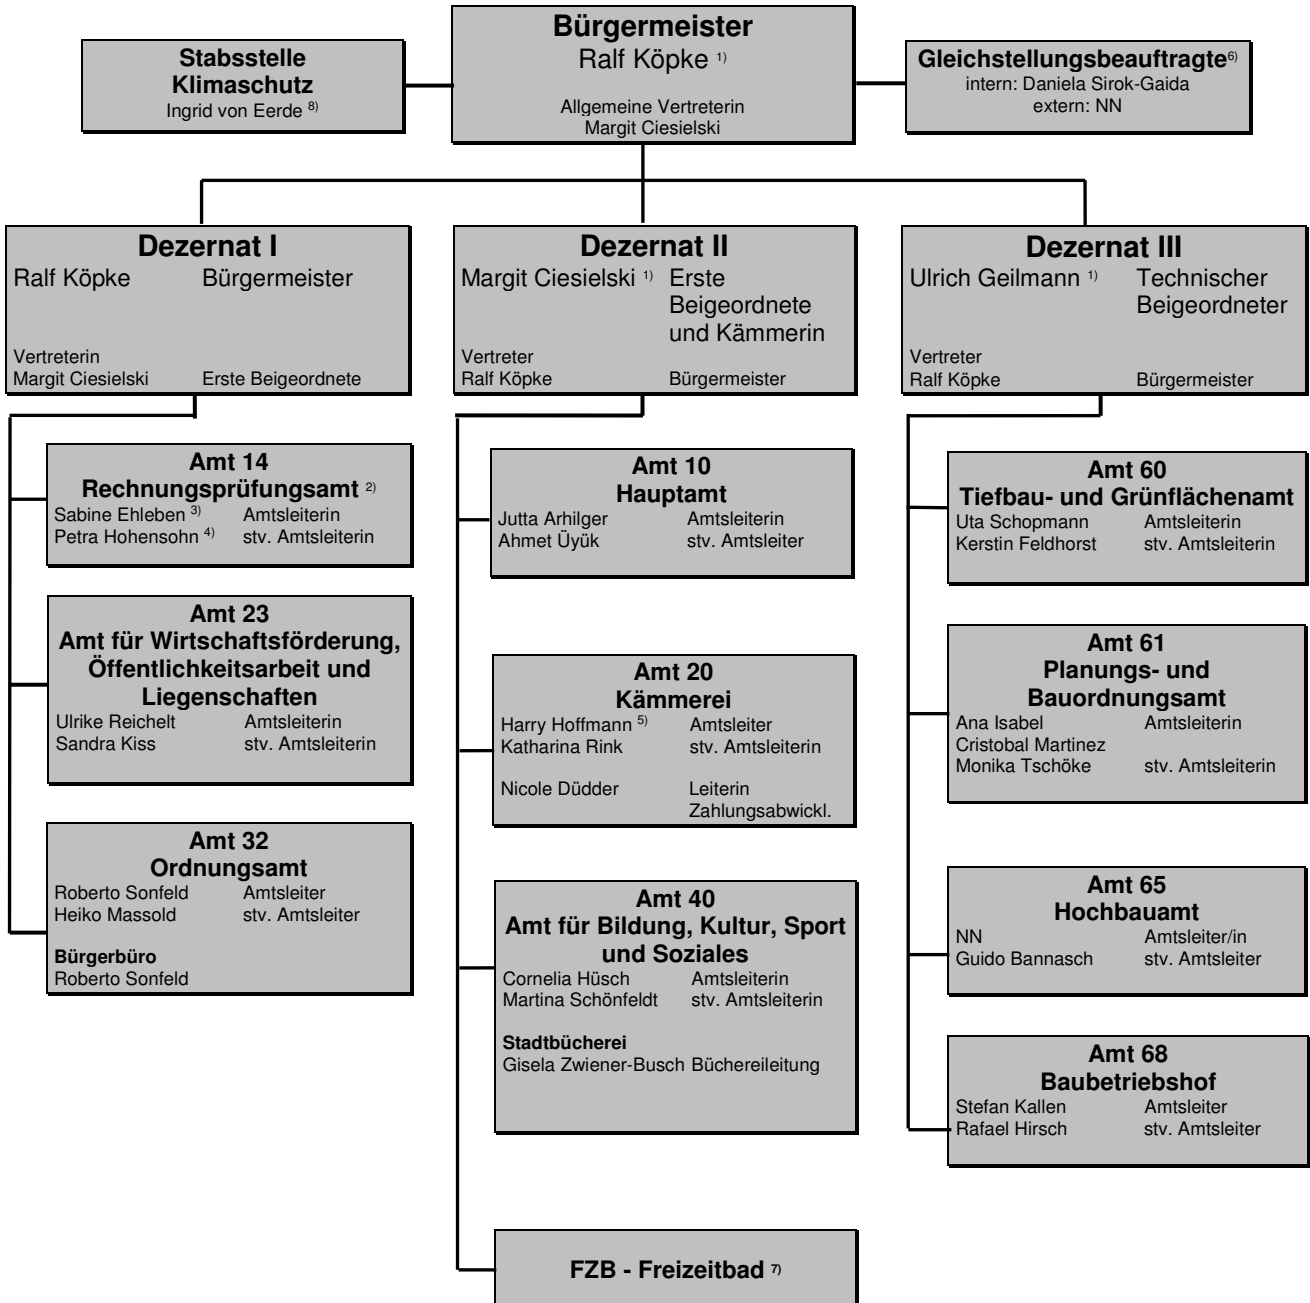 Bürgermeister
Ralf Köpke 1)
Allgemeine Vertreterin
Margit Ciesielski
Stabsstelle
Klimaschutz
Ingrid von Eerde 8)
Gleichstellungsbeauftragte6)
intern: Daniela Sirok-Gaida
extern: NN
Dezernat I
Ralf Köpke Bürgermeister
Vertreterin
Margit Ciesielski Erste Beigeordnete
Amt 14
Rechnungsprüfungsamt 2)
Sabine Ehleben 3) Amtsleiterin
Petra Hohensohn 4) stv. Amtsleiterin
Amt 23
Amt für Wirtschaftsförderung,
Öffentlichkeitsarbeit und
Liegenschaften
Ulrike Reichelt Amtsleiterin
Sandra Kiss stv. Amtsleiterin
Amt 32
Ordnungsamt
Roberto Sonfeld Amtsleiter
Heiko Massold stv. Amtsleiter
Bürgerbüro
Roberto Sonfeld
Dezernat II
Margit Ciesielski 1) Erste
Beigeordnete
und Kämmerin
Vertreter
Ralf Köpke Bürgermeister
Amt 10
Hauptamt
Jutta Arhilger Amtsleiterin
Ahmet Üyük stv. Amtsleiter
Amt 20
Kämmerei
Harry Hoffmann 5) Amtsleiter
Katharina Rink stv. Amtsleiterin
Nicole Düdder Leiterin
Zahlungsabwickl.
Amt 40
Amt für Bildung, Kultur, Sport
und Soziales
Cornelia Hüsch Amtsleiterin
Martina Schönfeldt stv. Amtsleiterin
Stadtbücherei
Gisela Zwiener-Busch Büchereileitung
FZB - Freizeitbad 7)
Dezernat III
Ulrich Geilmann 1) Technischer
Beigeordneter
Vertreter
Ralf Köpke Bürgermeister
Amt 60
Tiefbau- und Grünflächenamt
Uta Schopmann Amtsleiterin
Kerstin Feldhorst stv. Amtsleiterin
Amt 61
Planungs- und
Bauordnungsamt
Ana Isabel Amtsleiterin
Cristobal Martinez
Monika Tschöke stv. Amtsleiterin
Amt 65
Hochbauamt
NN Amtsleiter/in
Guido Bannasch stv. Amtsleiter
Amt 68
Baubetriebshof
Stefan Kallen Amtsleiter
Rafael Hirsch stv. Amtsleiter